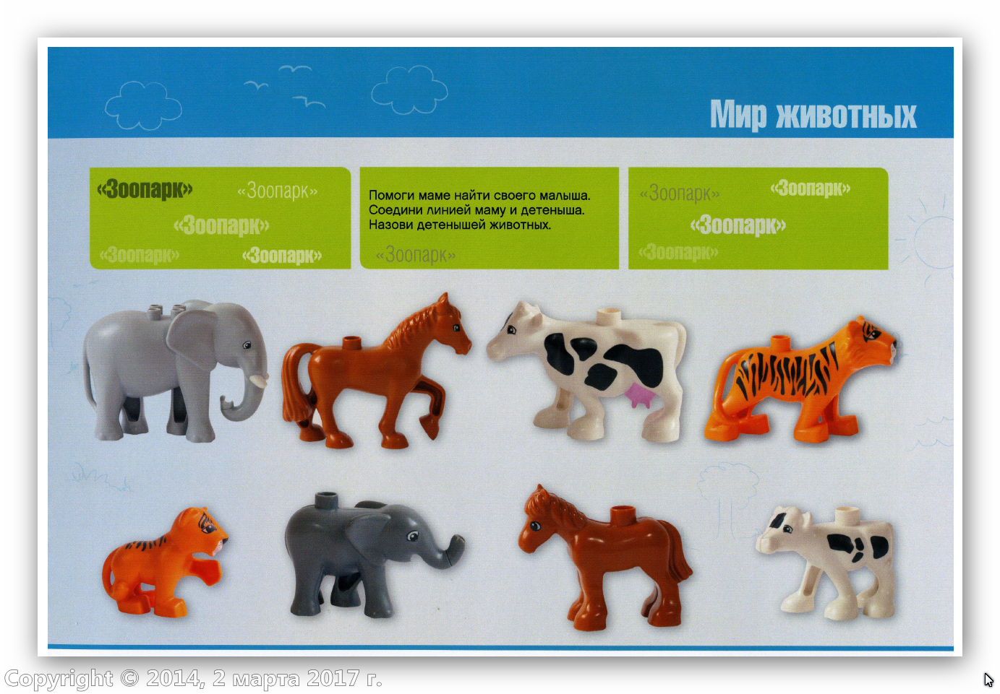 Мир животных
«Зоопарк» «Зоопарк»
«Зоопарк»
«Зоопарк» «Зоопарк»
Помоги маме найти своего малыша.
Соедини линией маму и детеныша.
Назови детенышей животных.
«Зоопарк»
«Зоопарк» «Зоопарк»
«Зоопарк»
«Зоопарк»
Copyright © 2014, 2 марта 2017 г.